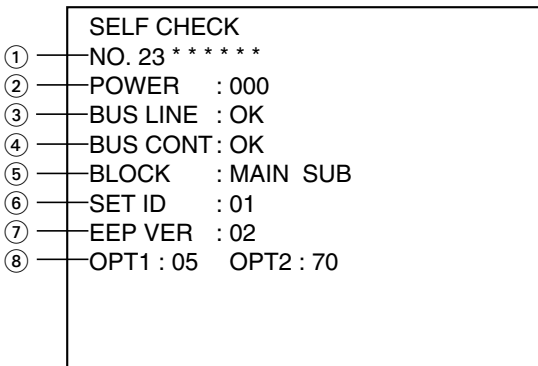 SELF CHECK
① NO. 23 * * * * * *
② POWER : 000
③ BUS LINE : OK
④ BUS CONT : OK
⑤ BLOCK : MAIN SUB
⑥ SET ID : 01
⑦ EEP VER : 02
⑧ OPT1 : 05 OPT2 : 70